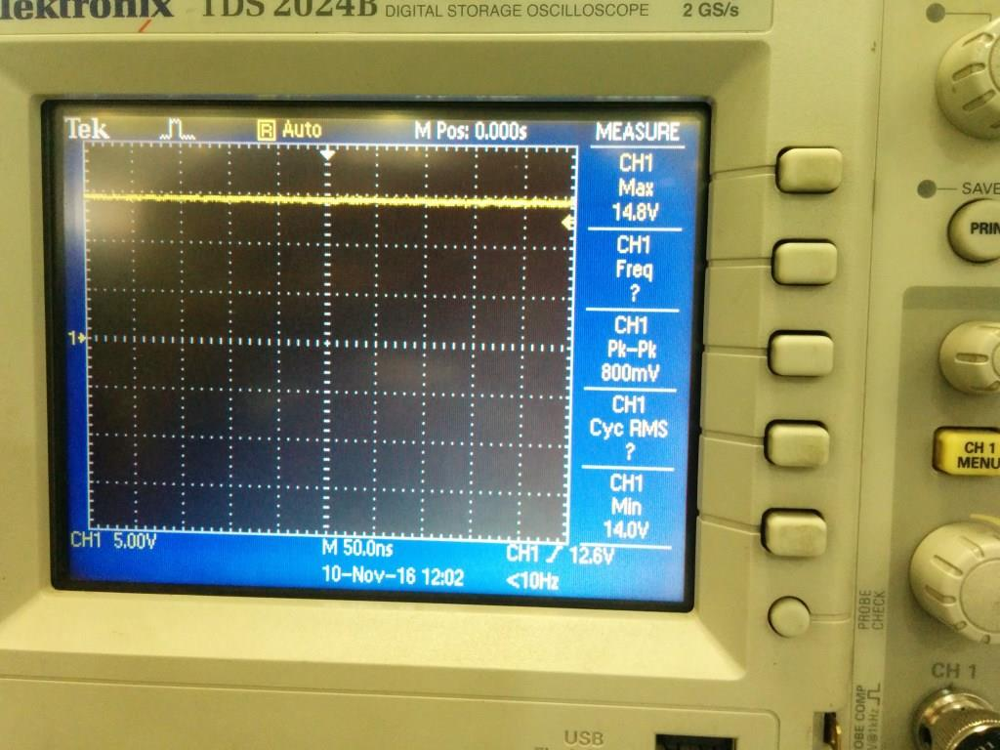 Tektronix TDS 2024B DIGITAL STORAGE OSCILLOSCOPE 2 GS/s
Tek R Auto M Pos: 0.000s MEASURE
CH1
Max
14.8V
CH1
Freq
?
CH1
Pk-Pk
800mV
CH1
Cyc RMS
?
CH1
Min
14.0V
1
CH1 5.00V M 50.0ns CH1 12.6V
10-Nov-16 12:02 <10Hz
SAVE
PRIN
CH 1
MENU
PROBE
CHECK
CH 1
USB